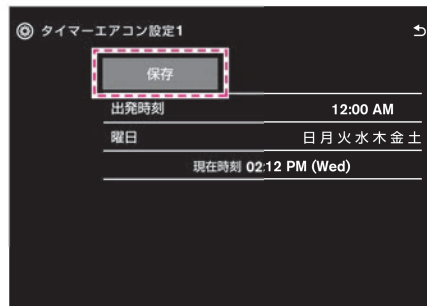 タイマーエアコン設定1
保存
出発時刻 12:00 AM
曜日 日月火水木金土
現在時刻 02:12 PM (Wed)